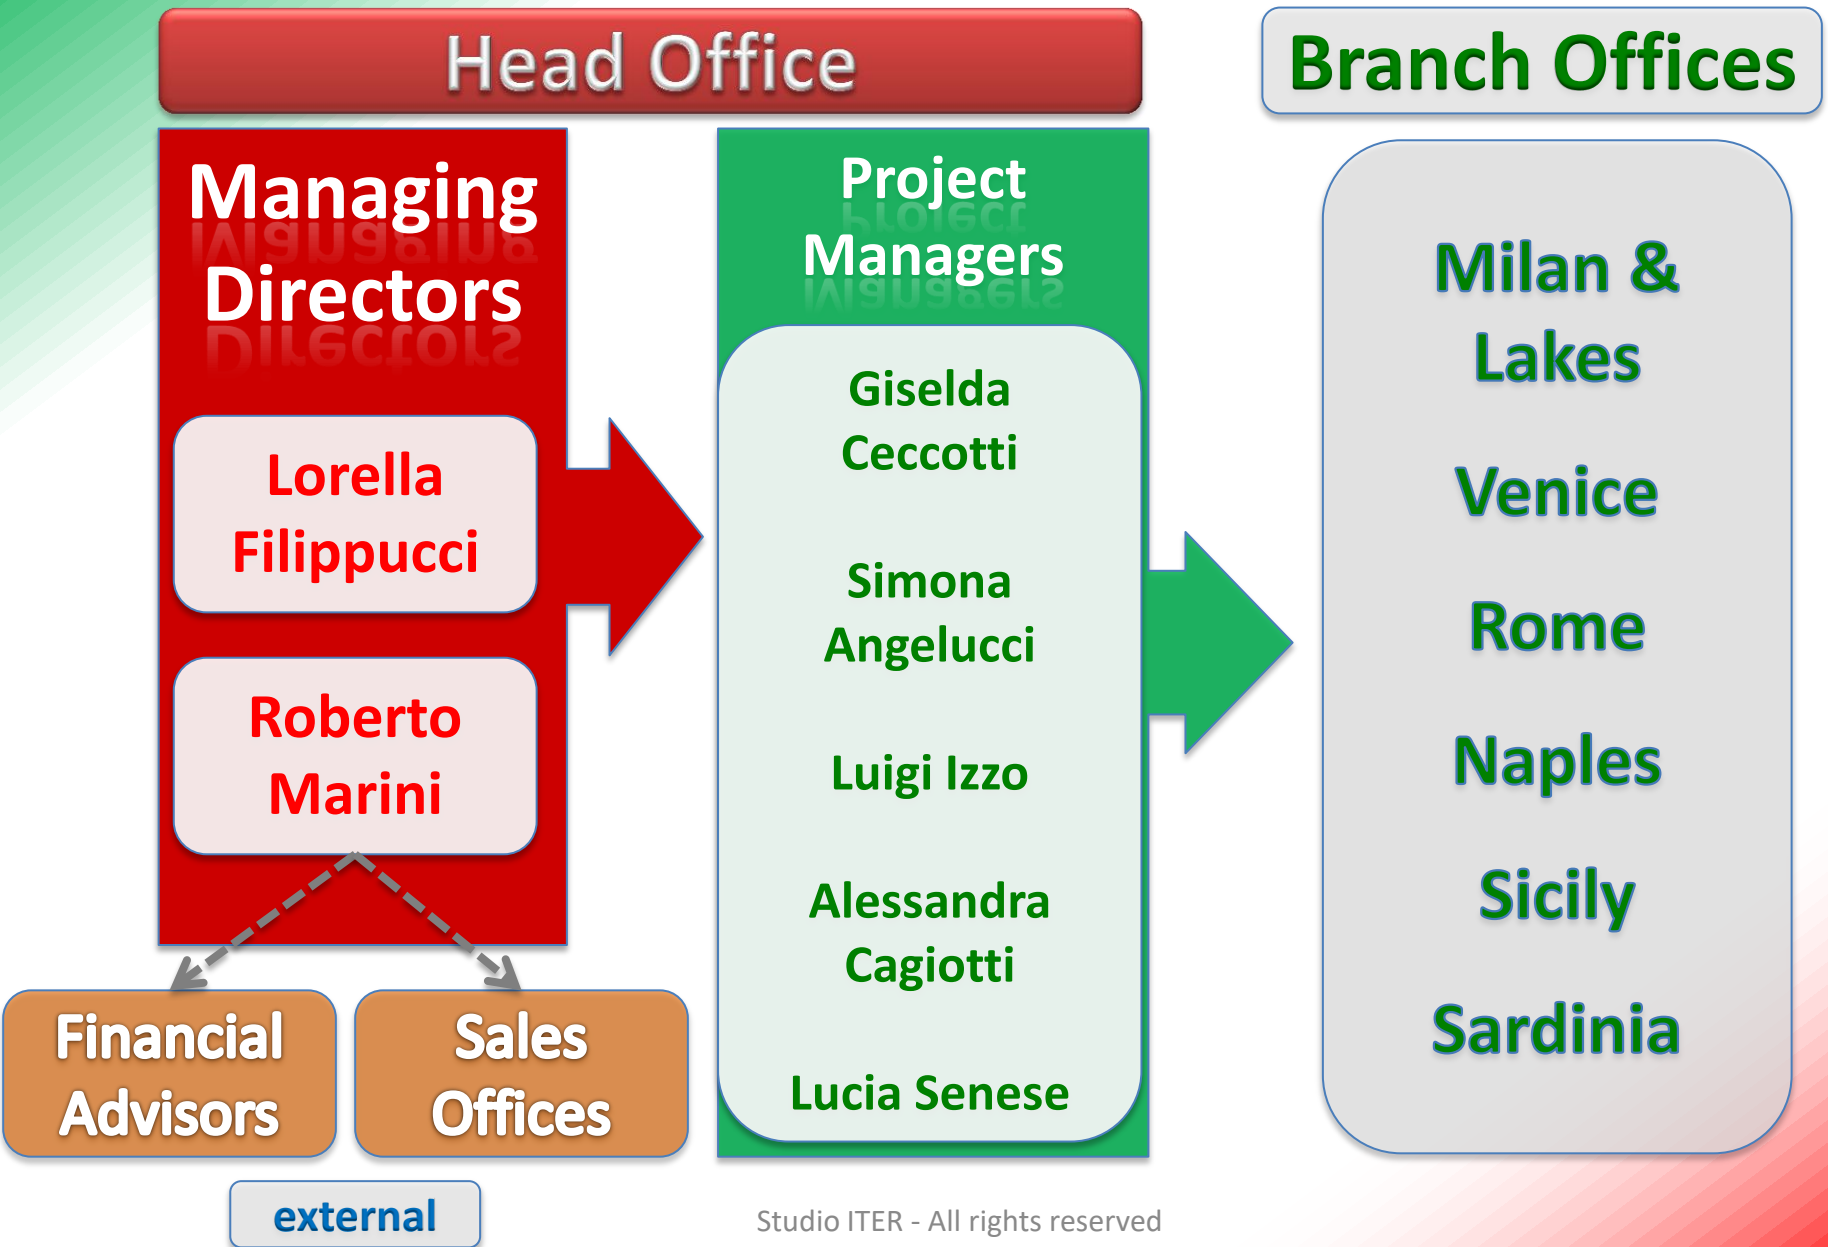 Head Office
Managing
Directors
Lorella
Filippucci
Roberto
Marini
Financial
Advisors
Sales
Offices
external
Project
Managers
Giselda
Ceccotti
Simona
Angelucci
Luigi Izzo
Alessandra
Cagiotti
Lucia Senese
Branch Offices
Milan &
Lakes
Venice
Rome
Naples
Sicily
Sardinia
Studio ITER - All rights reserved